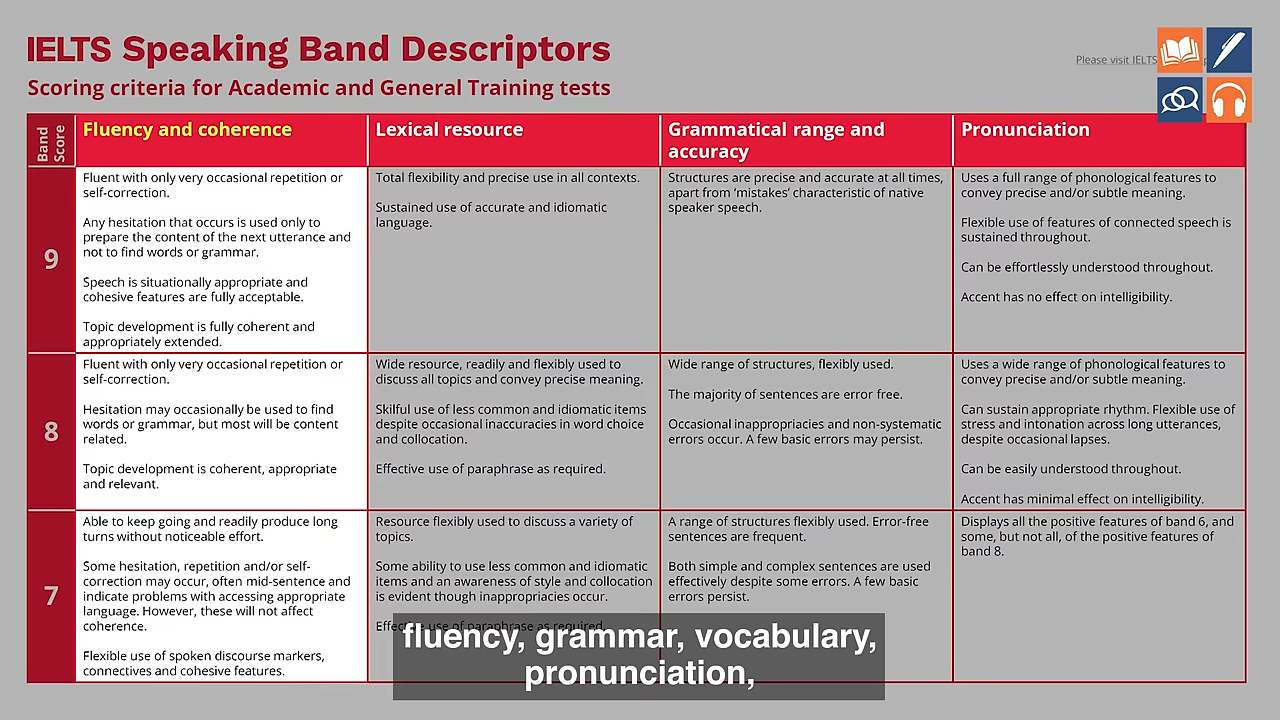 IELTS Speaking Band Descriptors
Scoring criteria for Academic and General Training tests
Please visit IELTS
Band
Score
Fluency and coherence
Lexical resource
Grammatical range and
accuracy
Pronunciation
9
Fluent with only very occasional repetition or
self-correction.
Any hesitation that occurs is used only to
prepare the content of the next utterance and
not to find words or grammar.
Speech is situationally appropriate and
cohesive features are fully acceptable.
Topic development is fully coherent and
appropriately extended.
Total flexibility and precise use in all contexts.
Sustained use of accurate and idiomatic
language.
Structures are precise and accurate at all times,
apart from ‘mistakes’ characteristic of native
speaker speech.
Uses a full range of phonological features to
convey precise and/or subtle meaning.
Flexible use of features of connected speech is
sustained throughout.
Can be effortlessly understood throughout.
Accent has no effect on intelligibility.
8
Fluent with only very occasional repetition or
self-correction.
Hesitation may occasionally be used to find
words or grammar, but most will be content
related.
Topic development is coherent, appropriate
and relevant.
Wide resource, readily and flexibly used to
discuss all topics and convey precise meaning.
Skilful use of less common and idiomatic items
despite occasional inaccuracies in word choice
and collocation.
Effective use of paraphrase as required.
Wide range of structures, flexibly used.
The majority of sentences are error free.
Occasional inappropriacies and non-systematic
errors occur. A few basic errors may persist.
Uses a wide range of phonological features to
convey precise and/or subtle meaning.
Can sustain appropriate rhythm. Flexible use of
stress and intonation across long utterances,
despite occasional lapses.
Can be easily understood throughout.
Accent has minimal effect on intelligibility.
7
Able to keep going and readily produce long
turns without noticeable effort.
Some hesitation, repetition and/or self-
correction may occur, often mid-sentence and
indicate problems with accessing appropriate
language. However, these will not affect
coherence.
Flexible use of spoken discourse markers,
connectives and cohesive features.
Resource flexibly used to discuss a variety of
topics.
Some ability to use less common and idiomatic
items and an awareness of style and collocation
is evident though inappropriacies occur.
Effective use of paraphrase as required.
A range of structures flexibly used. Error-free
sentences are frequent.
Both simple and complex sentences are used
effectively despite some errors. A few basic
errors persist.
Displays all the positive features of band 6, and
some, but not all, of the positive features of
band 8.
fluency, grammar, vocabulary,
pronunciation,